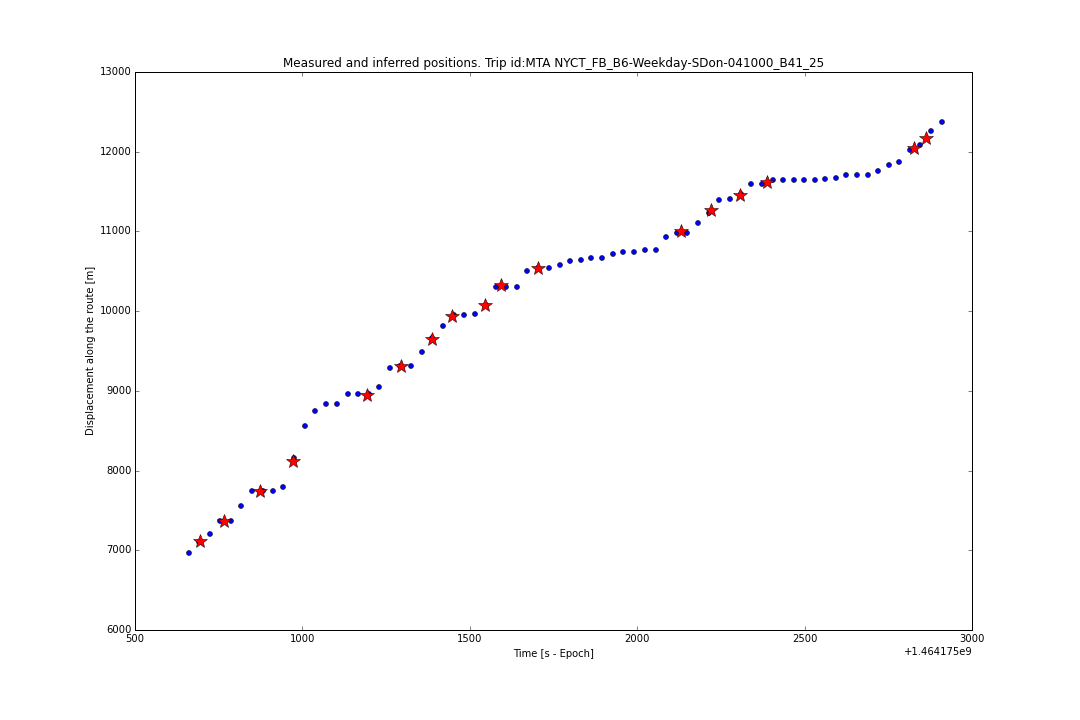 Measured and inferred positions. Trip id:MTA NYCT_FB_B6-Weekday-SDon-041000_B41_25
13000
12000
11000
10000
9000
8000
7000
6000
Displacement along the route [m]
500 1000 1500 2000 2500 3000
Time [s - Epoch]
+1.464175e9